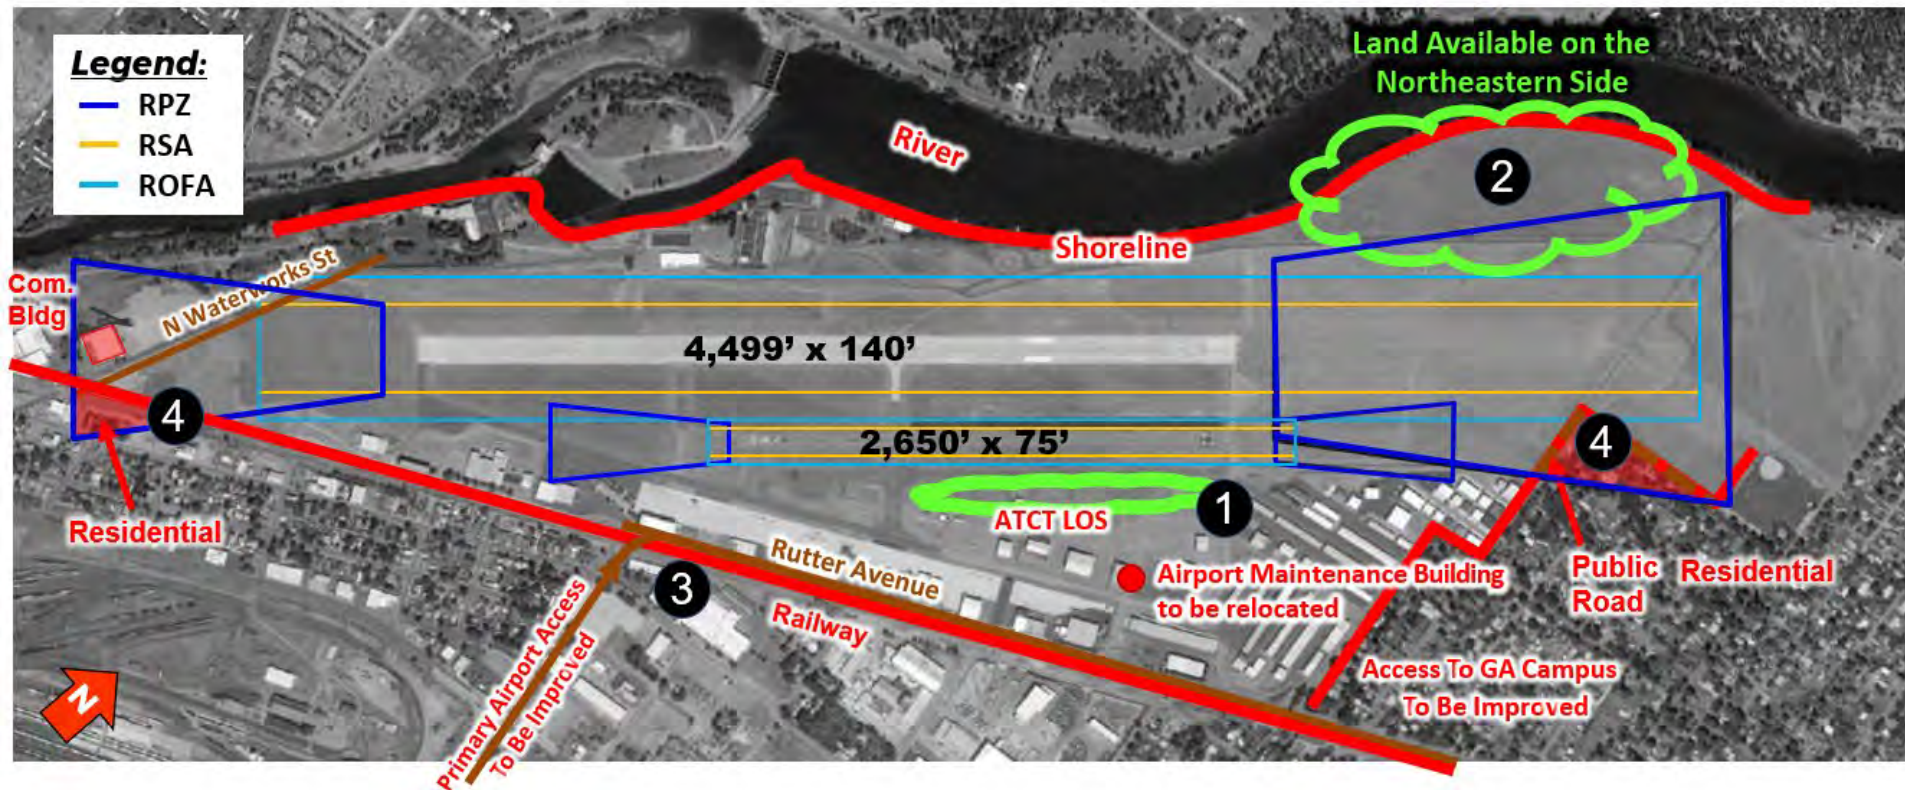 Legend:
RPZ
RSA
ROFA
Land Available on the
Northeastern Side
2
River
Shoreline
Com.
Bldg
N Waterworks St
4,499’ x 140’
2,650’ x 75’
4
4
Residential
ATCT LOS
1
Rutter Avenue
3
Railway
Primary Airport Access
To Be Improved
Airport Maintenance Building
to be relocated
Public
Road
Residential
Access To GA Campus
To Be Improved
N